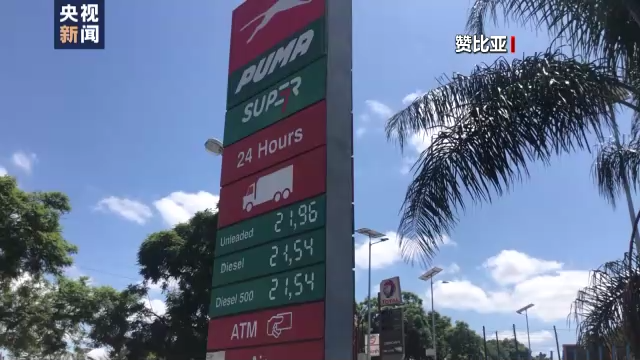 央视
新闻
赞比亚
PUMA
SUPER
24 Hours
Unleaded 21,96
Diesel 21,54
Diesel 500 21,54
ATM